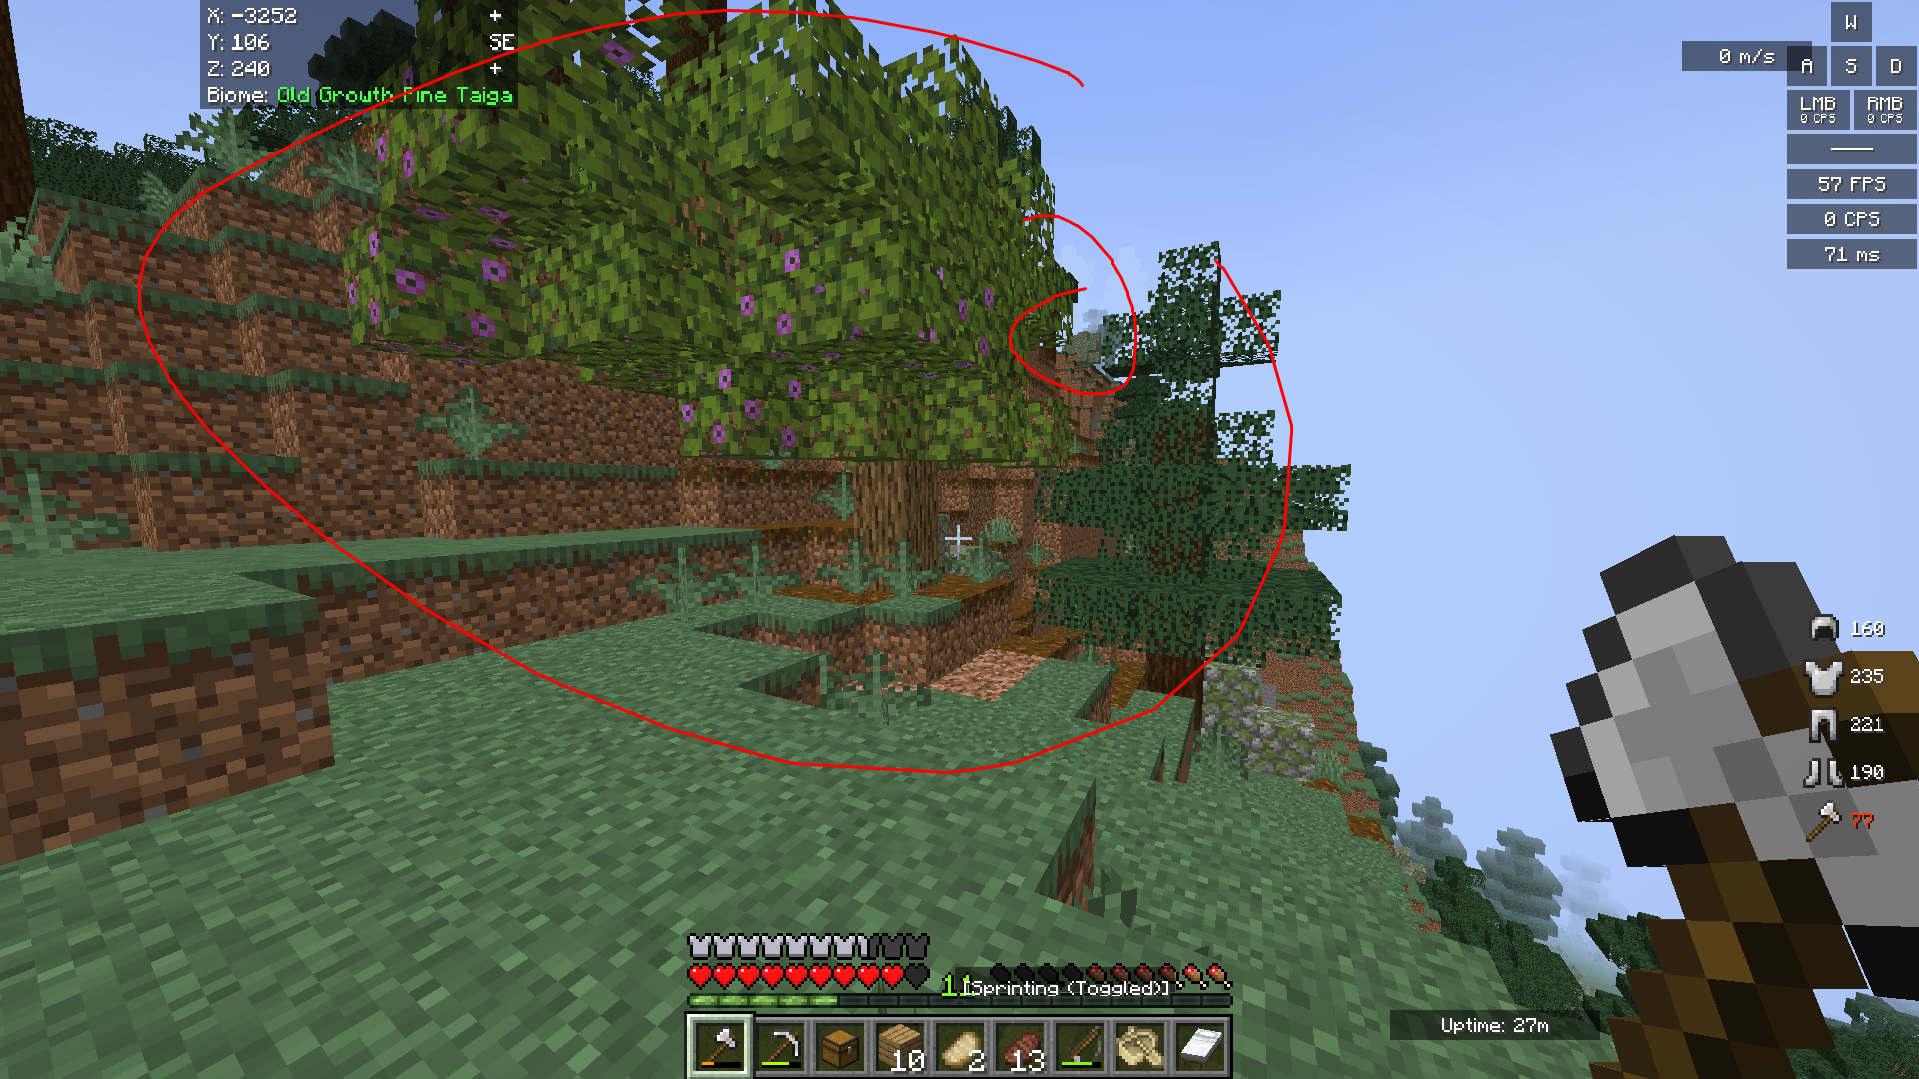 X: -3252 +
Y: 106 SE
Z: 240 +
Biome: Old Growth Pine Taiga
W
0 m/s
A S D
LMB RMB
0 CPS 0 CPS
57 FPS
0 CPS
71 ms
160
235
221
190
77
11
[Sprinting (Toggled)]
Uptime: 27m
10 2 13